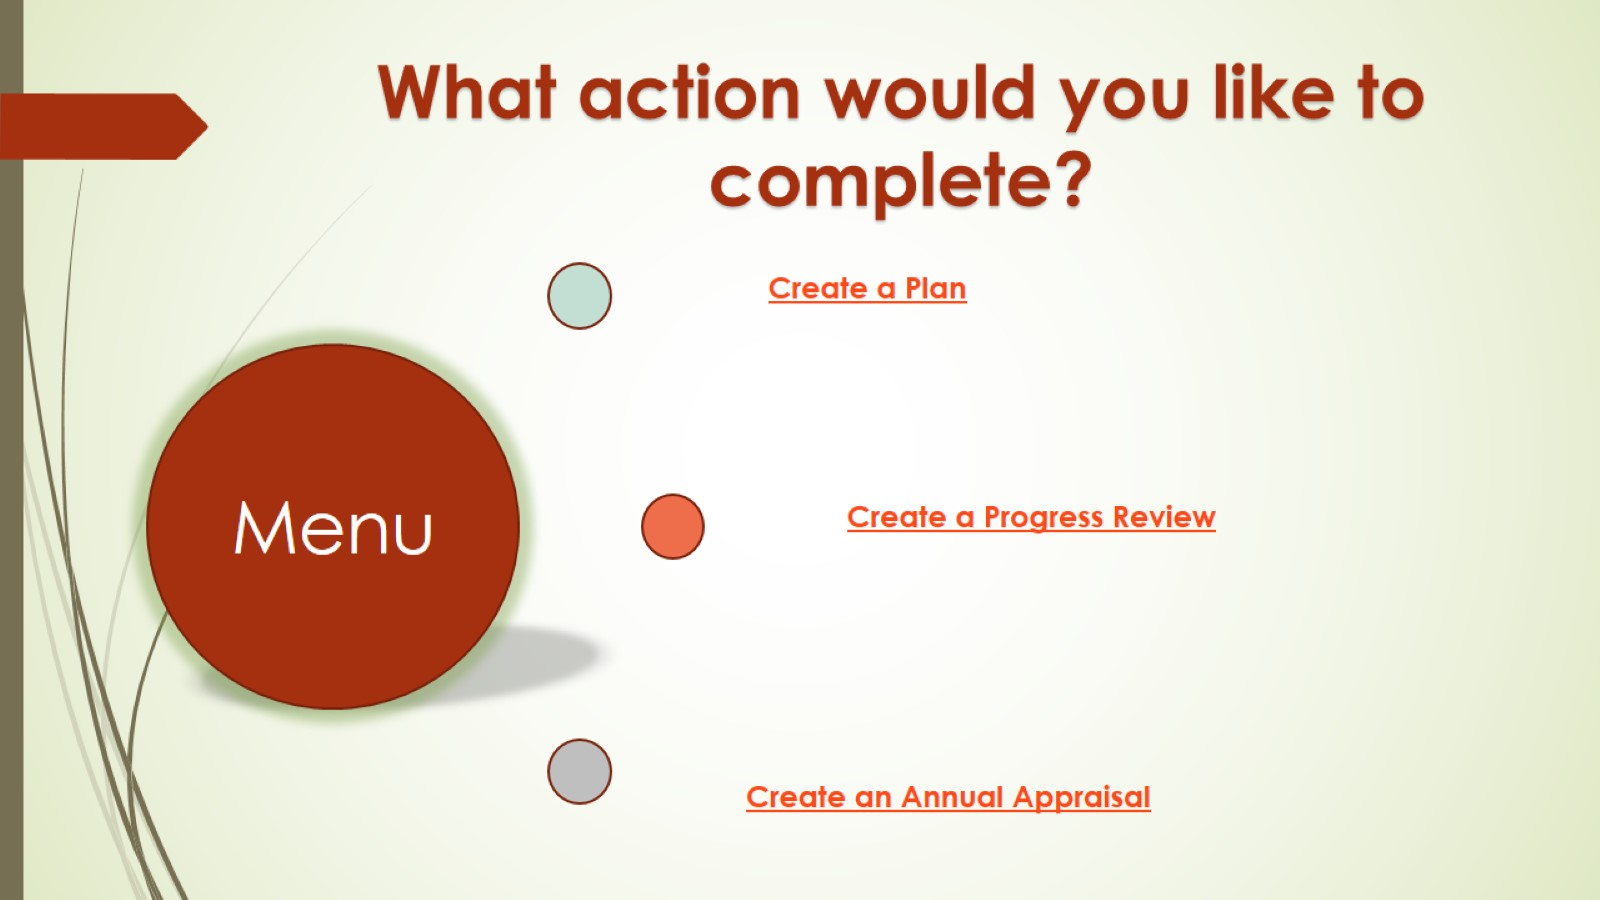 What action would you like to
complete?
Create a Plan
Menu
Create a Progress Review
Create an Annual Appraisal